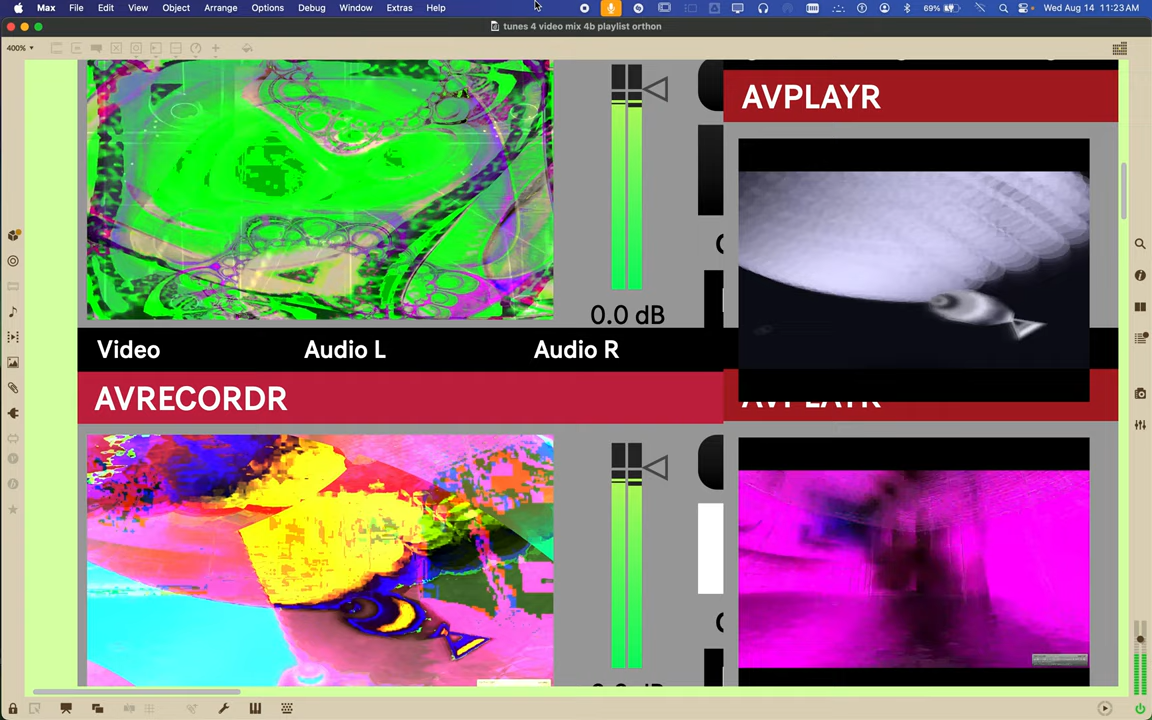 Max File Edit View Object Arrange Options Debug Window Extras Help 69% Wed Aug 14 11:23 AM
tunes 4 video mix 4b playlist orthon
400%
AVPLAYR
0.0 dB
Video Audio L Audio R
AVRECORDR
AVPLAYR